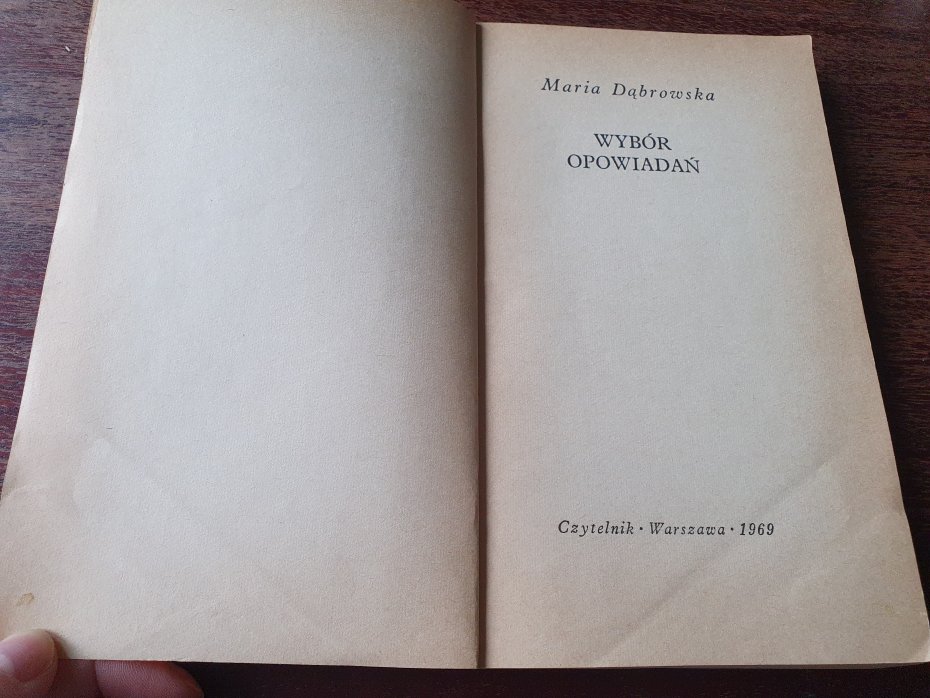 Maria Dąbrowska
WYBÓR
OPOWIADAŃ
Czytelnik · Warszawa · 1969